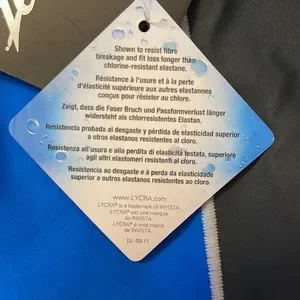 Shown to resist fibre
breakage and fit loss longer than
chlorine-resistant elastane.
Résistance à l'usure et à la perte
d'élasticité supérieure aux autres élastannes
conçus pour résister au chlore.
Zeigt, dass die Faser Bruch und Passformverlust länger
widersteht als chlorresistentes Elastan.
Resistencia probada al desgaste y pérdida de elasticidad superior
a otros elastanos resistentes al cloro.
Resistenza all'usura e alla perdita di elasticità testata, superiore
agli altri elastomeri resistenti al cloro.
Resistência ao desgaste e à perda da elasticidade
superior a outros elastanos resistentes ao cloro.
www.LYCRA.com
LYCRA® is a trademark of INVISTA.
LYCRA® est une marque
de INVISTA.
LYCRA® é uma marca
de INVISTA.
LL -53.11